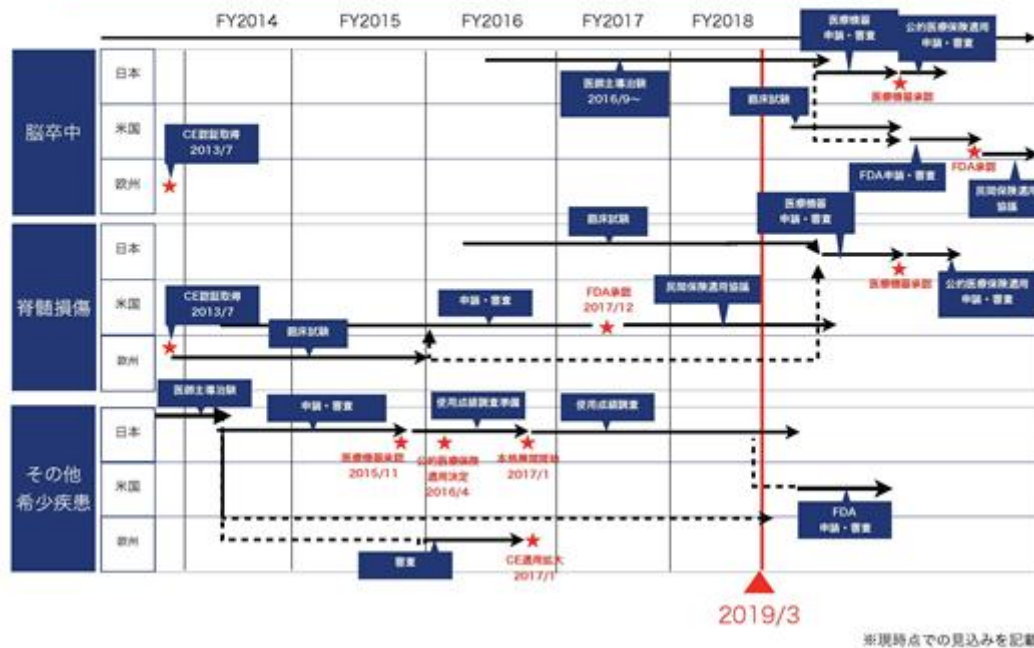 FY2014
FY2015
FY2016
FY2017
FY2018
脳卒中
日本
米国
欧州
CE認証取得
2013/7
医師主導治験
2016/9〜
臨床試験
医療機器
申請・審査
公的医療保険適用
申請・審査
医療機器承認
FDA申請・審査
FDA承認
民間保険適用
協議
脊髄損傷
日本
米国
欧州
CE認証取得
2013/7
臨床試験
申請・審査
臨床試験
FDA承認
2017/12
民間保険適用協議
医療機器
申請・審査
医療機器承認
公的医療保険適用
申請・審査
その他
希少疾患
日本
米国
欧州
医師主導治験
申請・審査
医療機器承認
2015/11
使用成績調査準備
公的医療保険
適用決定
2016/4
本格展開開始
2017/1
使用成績調査
審査
CE適用拡大
2017/1
FDA
申請・審査
2019/3
※現時点での見込みを記載